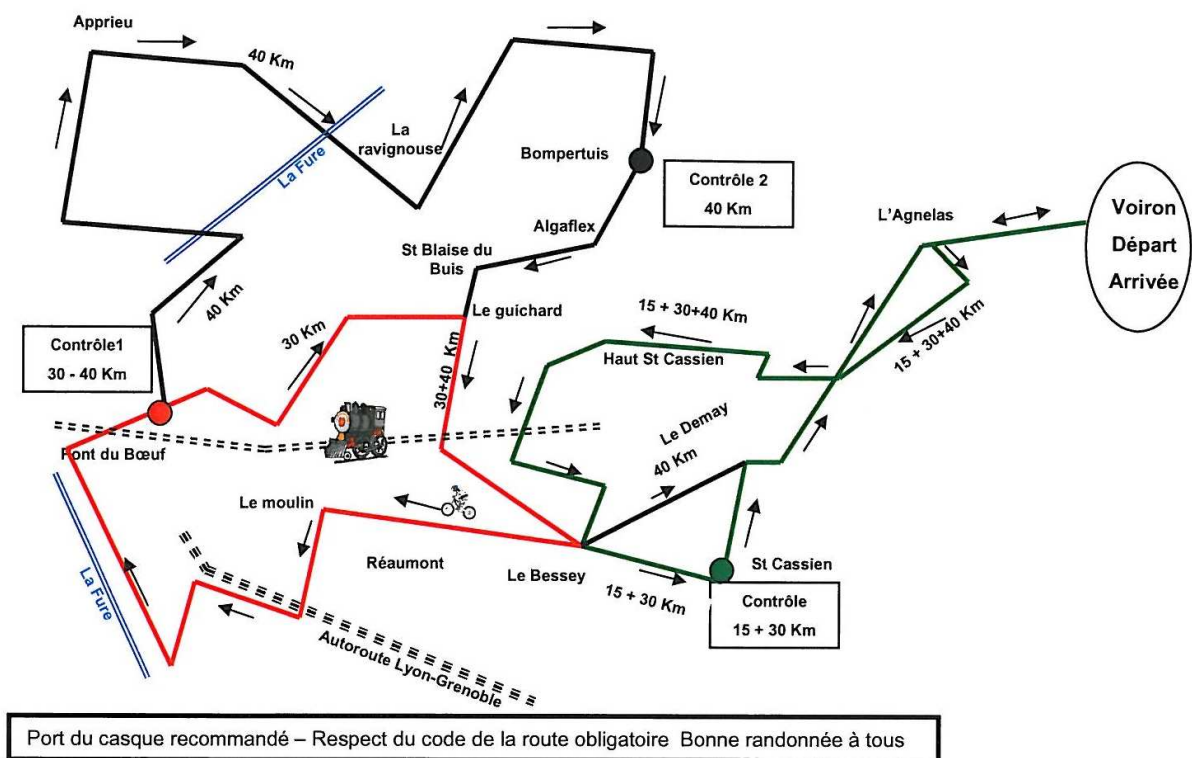 Apprieu
40 Km
La
ravignouse
La Fure
Bompertuis
Contrôle 2
40 Km
L'Agnelas
Voiron
Départ
Arrivée
Algaflex
St Blaise du
Buis
40 Km
Le guichard
15 + 30+40 Km
15 + 30+40 Km
Contrôle1
30 - 40 Km
30 Km
30+40 Km
Haut St Cassien
Le Demay
40 Km
Pont du Bœuf
Le moulin
Réaumont
Le Bessey
St Cassien
La Fure
15 + 30 Km
Contrôle
15 + 30 Km
Autoroute Lyon-Grenoble
Port du casque recommandé – Respect du code de la route obligatoire Bonne randonnée à tous